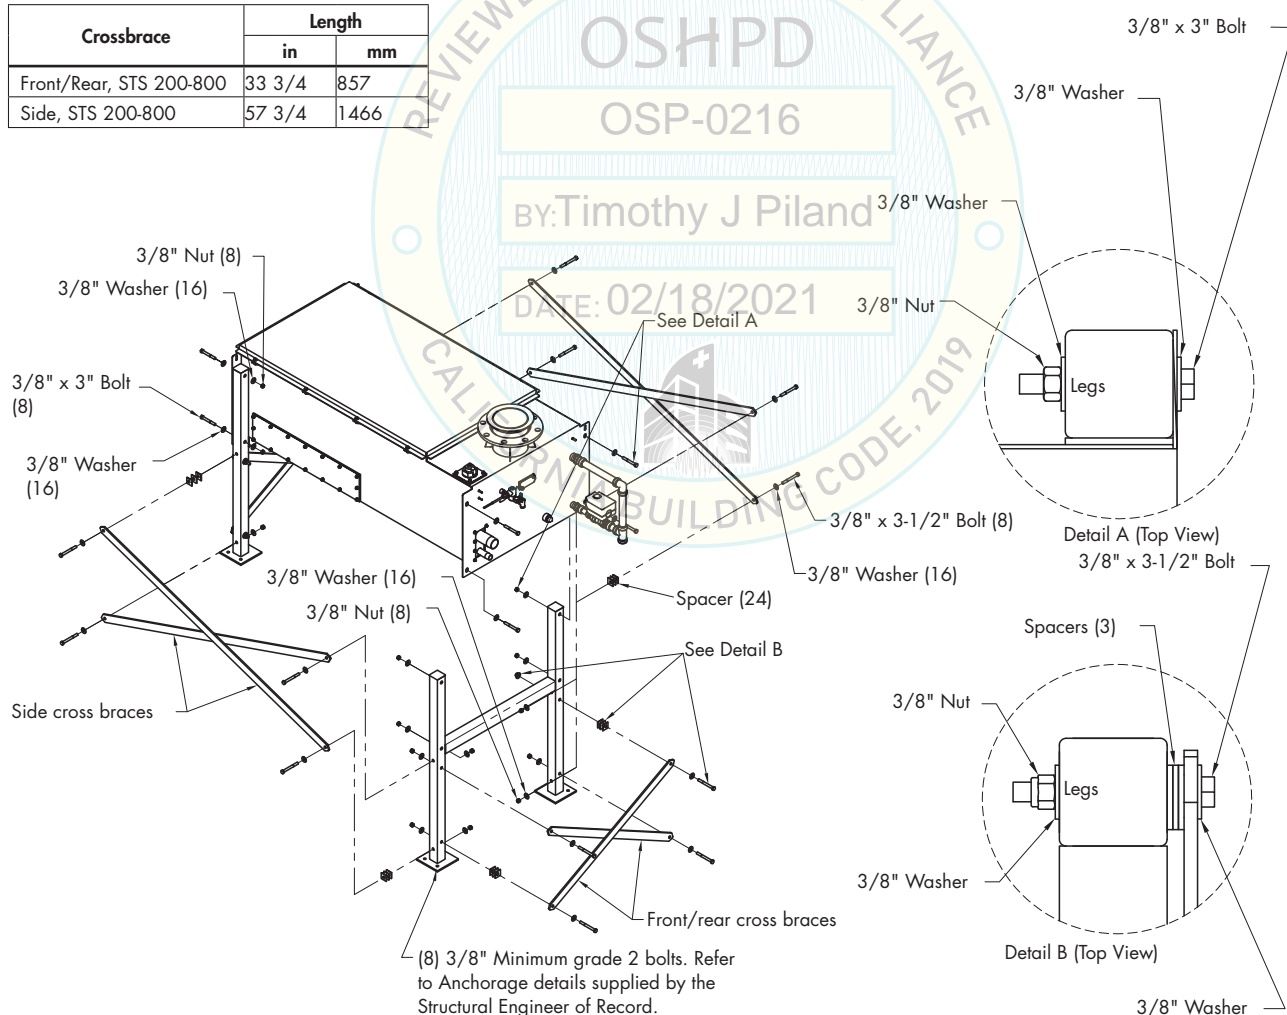 Crossbrace Length
in mm
Front/Rear, STS 200-800 33 3/4 857
Side, STS 200-800 57 3/4 1466
OSHPD
OSP-0216
BY:Timothy J Piland
DATE: 02/18/2021
REVIEWE
LIANCE
CALIF
RNIA BUILDING CODE, 2019
3/8" Nut (8)
3/8" Washer (16)
3/8" x 3" Bolt
(8)
3/8" Washer
(16)
See Detail A
3/8" x 3-1/2" Bolt (8)
3/8" Washer (16)
Spacer (24)
3/8" Washer (16)
3/8" Nut (8)
See Detail B
Side cross braces
Front/rear cross braces
(8) 3/8" Minimum grade 2 bolts. Refer
to Anchorage details supplied by the
Structural Engineer of Record.
3/8" x 3" Bolt
3/8" Washer
3/8" Washer
3/8" Nut
Legs
Detail A (Top View)
3/8" x 3-1/2" Bolt
Spacers (3)
3/8" Nut
Legs
3/8" Washer
Detail B (Top View)
3/8" Washer